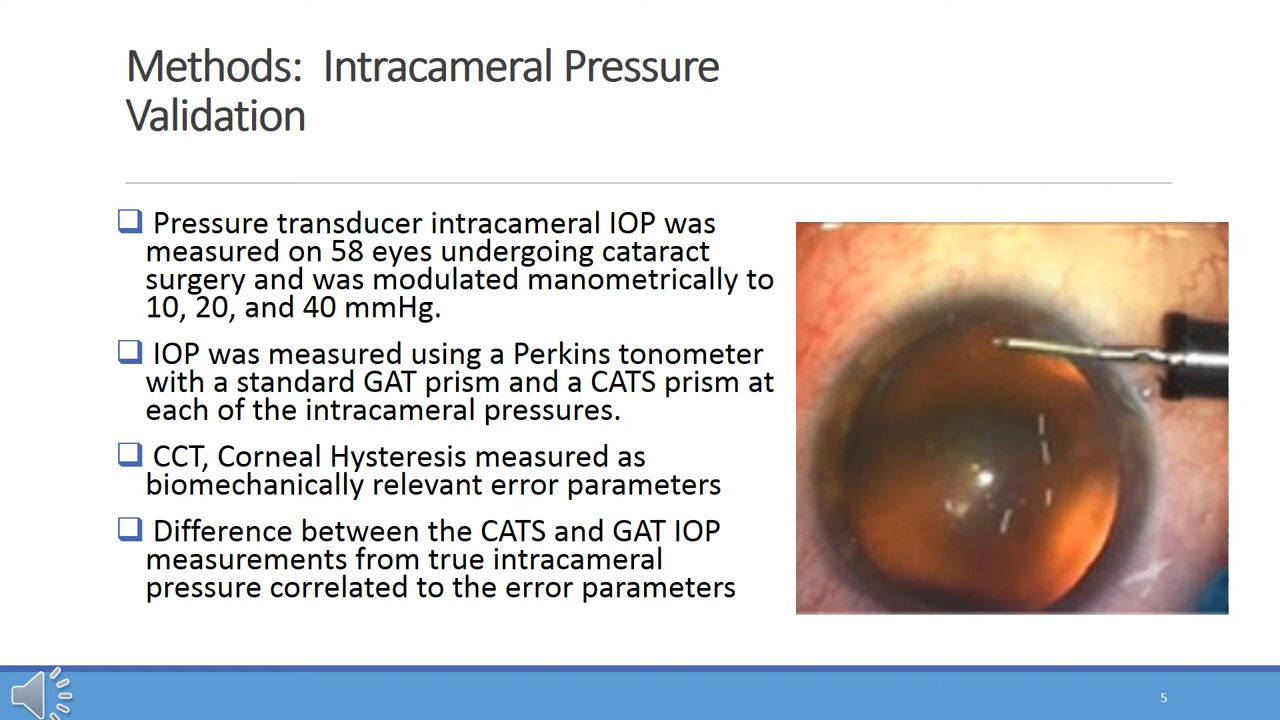 Methods:  Intracameral Pressure
Validation
Pressure transducer intracameral IOP was
measured on 58 eyes undergoing cataract
surgery and was modulated manometrically to
10, 20, and 40 mmHg.
IOP was measured using a Perkins tonometer
with a standard GAT prism and a CATS prism at
each of the intracameral pressures.
CCT, Corneal Hysteresis measured as
biomechanically relevant error parameters
Difference between the CATS and GAT IOP
measurements from true intracameral
pressure correlated to the error parameters
5